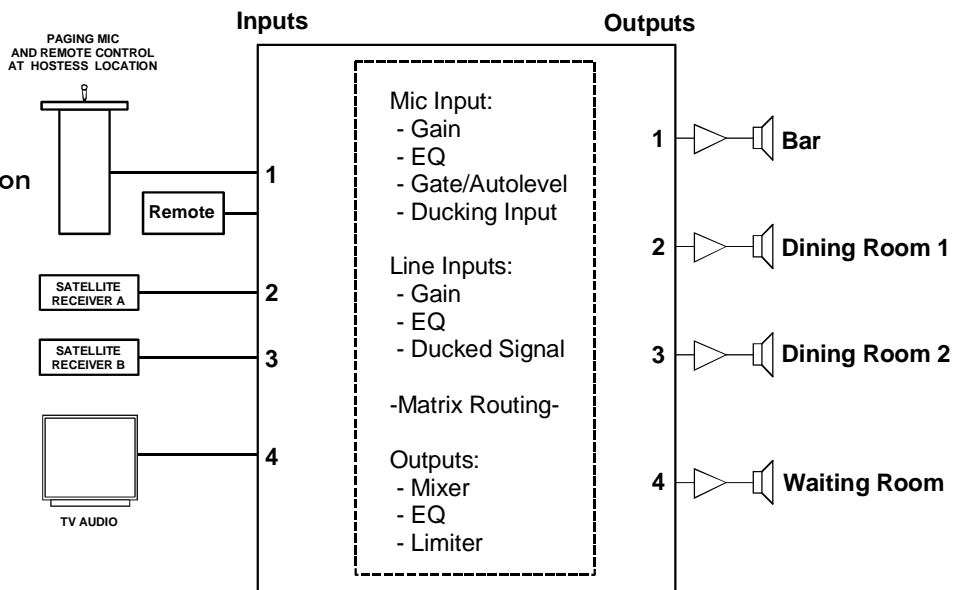 Inputs
Outputs
PAGING MIC
AND REMOTE CONTROL
AT HOSTESS LOCATION
on
1
Remote
SATELLITE
RECEIVER A
2
SATELLITE
RECEIVER B
3
4
TV AUDIO
Mic Input:
- Gain
- EQ
- Gate/Autolevel
- Ducking Input
Line Inputs:
- Gain
- EQ
- Ducked Signal
-Matrix Routing-
Outputs:
- Mixer
- EQ
- Limiter
1 Bar
2 Dining Room 1
3 Dining Room 2
4 Waiting Room